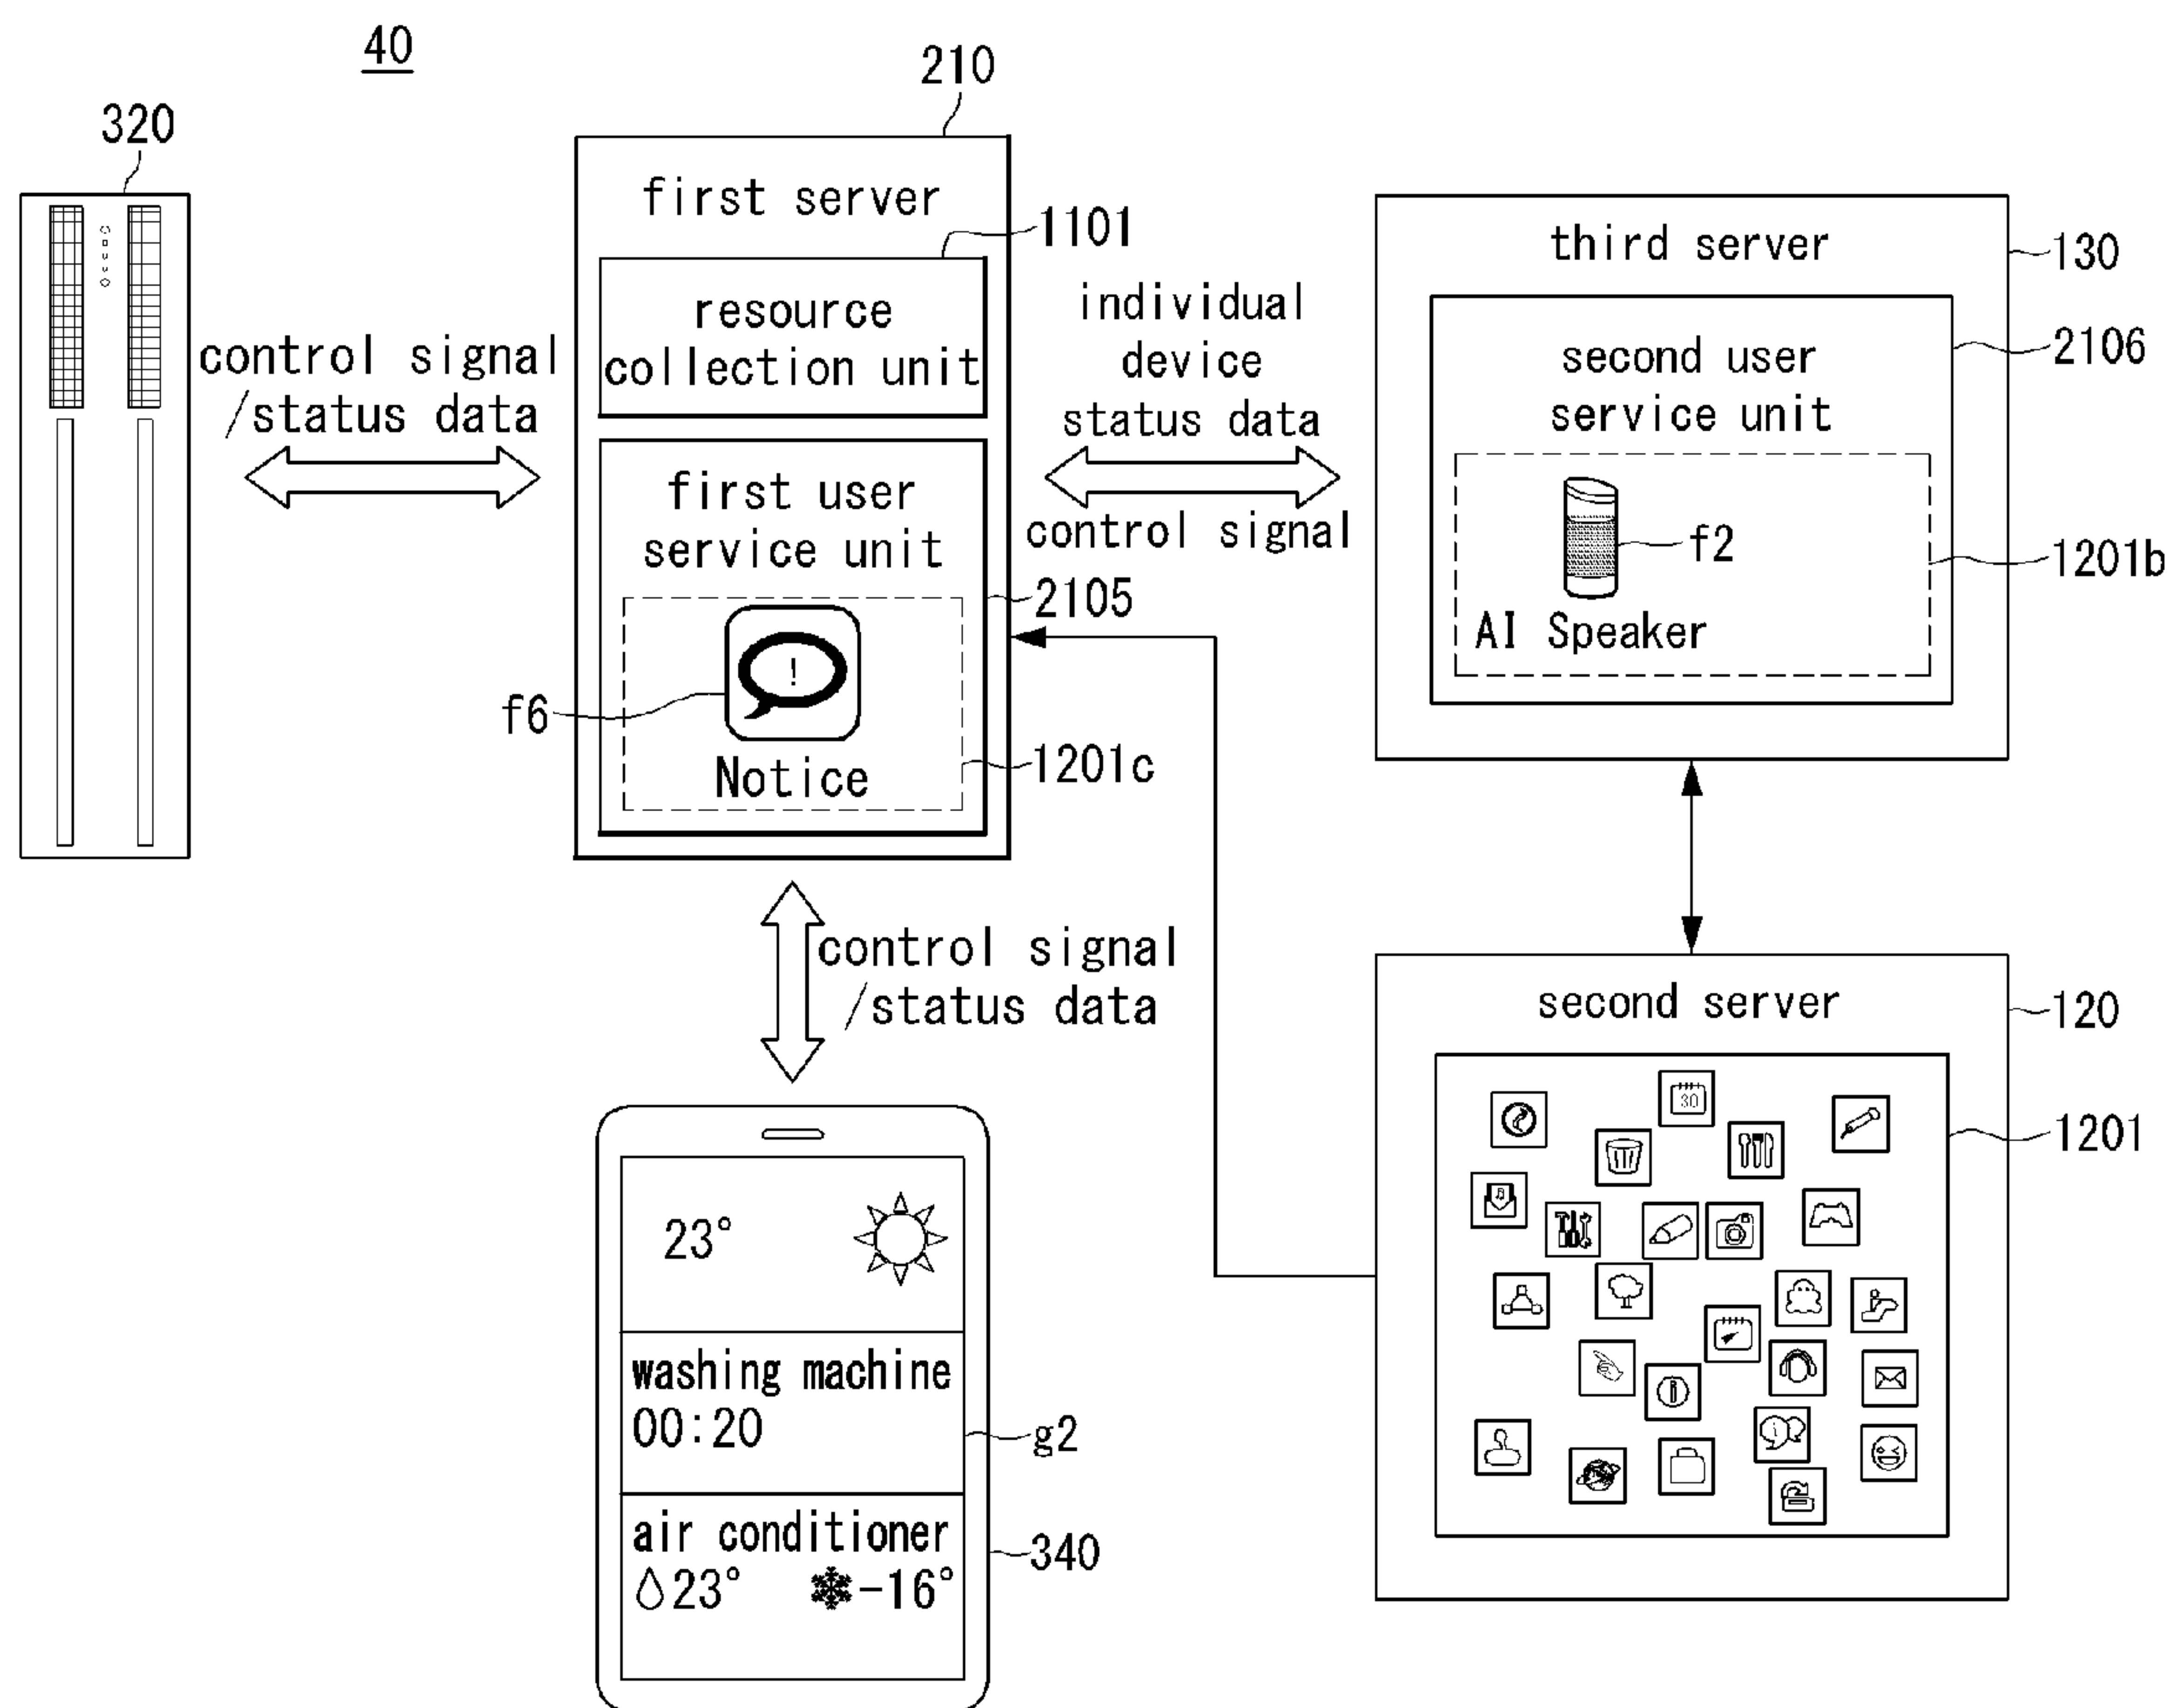 40
210
320
first server
1101
resource
collection unit
control signal
/status data
individual
device
status data
control signal
first user
service unit
2105
f6
Notice
1201c
third server
130
second user
service unit
2106
f2
AI Speaker
1201b
control signal
/status data
second server
120
30
1201
23°
washing machine
00:20
g2
air conditioner
23° -16°
340